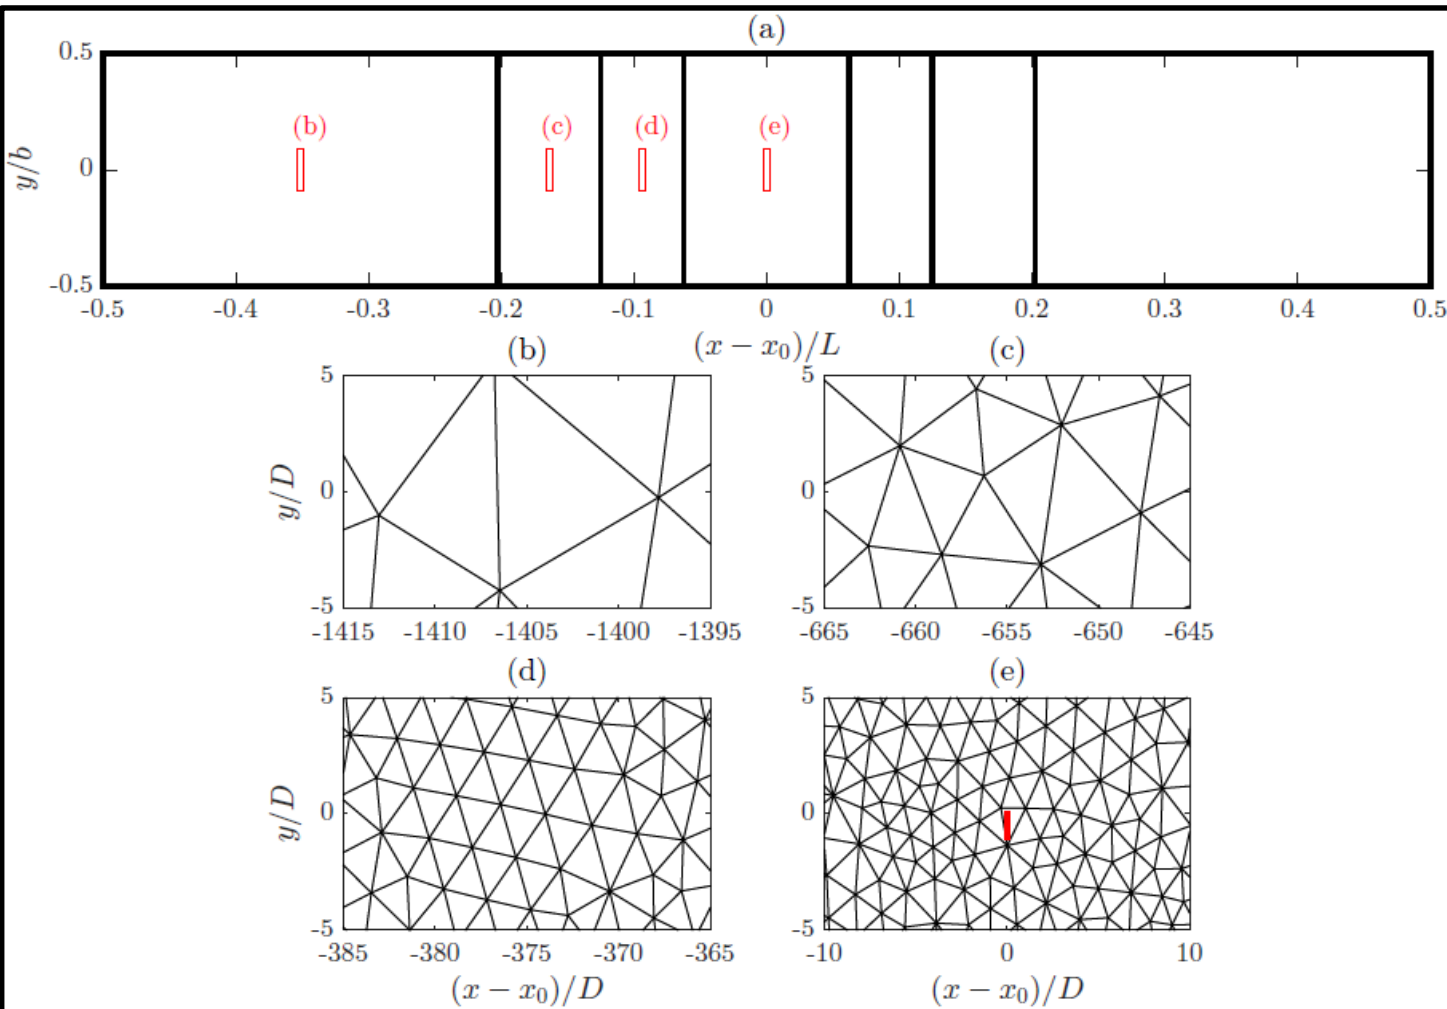 (a)
0.5
(b) (c) (d) (e)
y/b
0
-0.5
-0.5 -0.4 -0.3 -0.2 -0.1 0 0.1 0.2 0.3 0.4 0.5
(x − x₀)/L
(b) (c)
5 5
y/D
0 0
-5 -5
-1415 -1410 -1405 -1400 -1395 -665 -660 -655 -650 -645
(d) (e)
5 5
y/D
0 0
-5 -5
-385 -380 -375 -370 -365 -10 0 10
(x − x₀)/D (x − x₀)/D